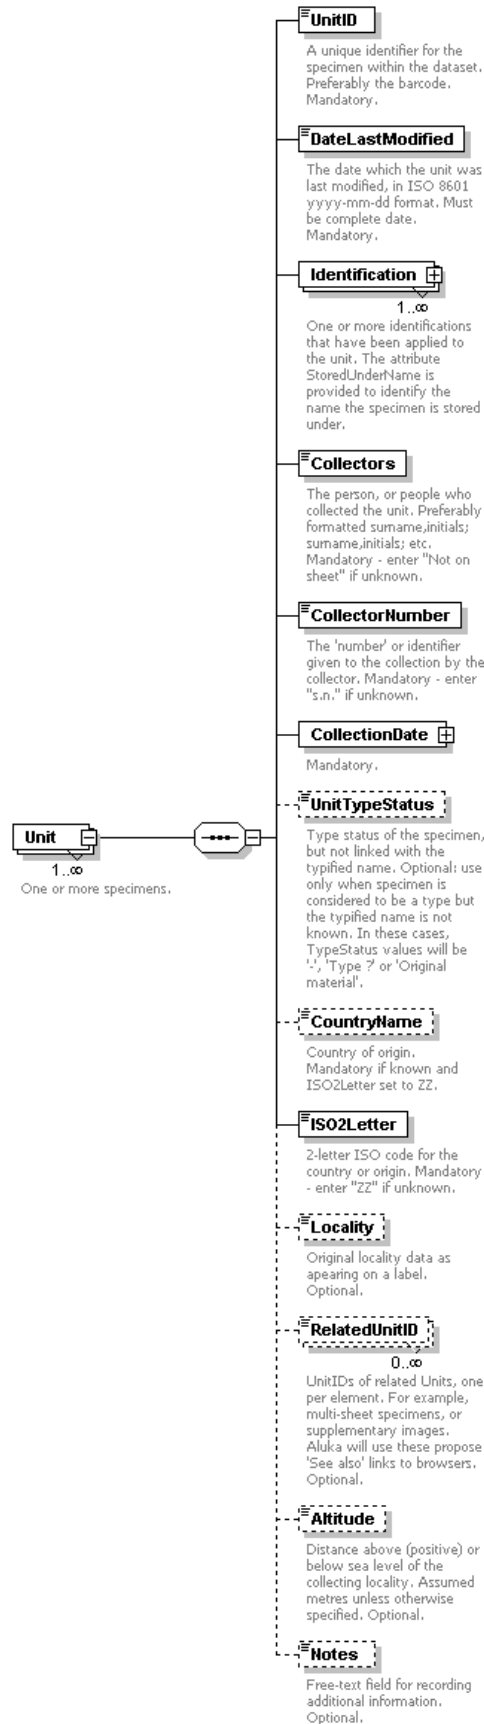 UnitID
A unique identifier for the
specimen within the dataset.
Preferably the barcode.
Mandatory.
DateLastModified
The date which the unit was
last modified, in ISO 8601
yyyy-mm-dd format. Must
be complete date.
Mandatory.
Identification
1..∞
One or more identifications
that have been applied to
the unit. The attribute
StoredUnderName is
provided to identify the
name the specimen is stored
under.
Collectors
The person, or people who
collected the unit. Preferably
formatted surname,initials;
surname,initials; etc.
Mandatory - enter "Not on
sheet" if unknown.
CollectorNumber
The 'number' or identifier
given to the collection by the
collector. Mandatory - enter
"s.n." if unknown.
CollectionDate
Mandatory.
UnitTypeStatus
Type status of the specimen,
but not linked with the
typified name. Optional: use
only when specimen is
considered to be a type but
the typified name is not
known. In these cases,
TypeStatus values will be
'-', 'Type ?' or 'Original
material'.
Unit
1..∞
One or more specimens.
CountryName
Country of origin.
Mandatory if known and
ISO2Letter set to ZZ.
ISO2Letter
2-letter ISO code for the
country or origin. Mandatory
- enter "ZZ" if unknown.
Locality
Original locality data as
apearing on a label.
Optional.
RelatedUnitID
0..∞
UnitIDs of related Units, one
per element. For example,
multi-sheet specimens, or
supplementary images.
Aluka will use these propose
'See also' links to browsers.
Optional.
Altitude
Distance above (positive) or
below sea level of the
collecting locality. Assumed
metres unless otherwise
specified. Optional.
Notes
Free-text field for recording
additional information.
Optional.